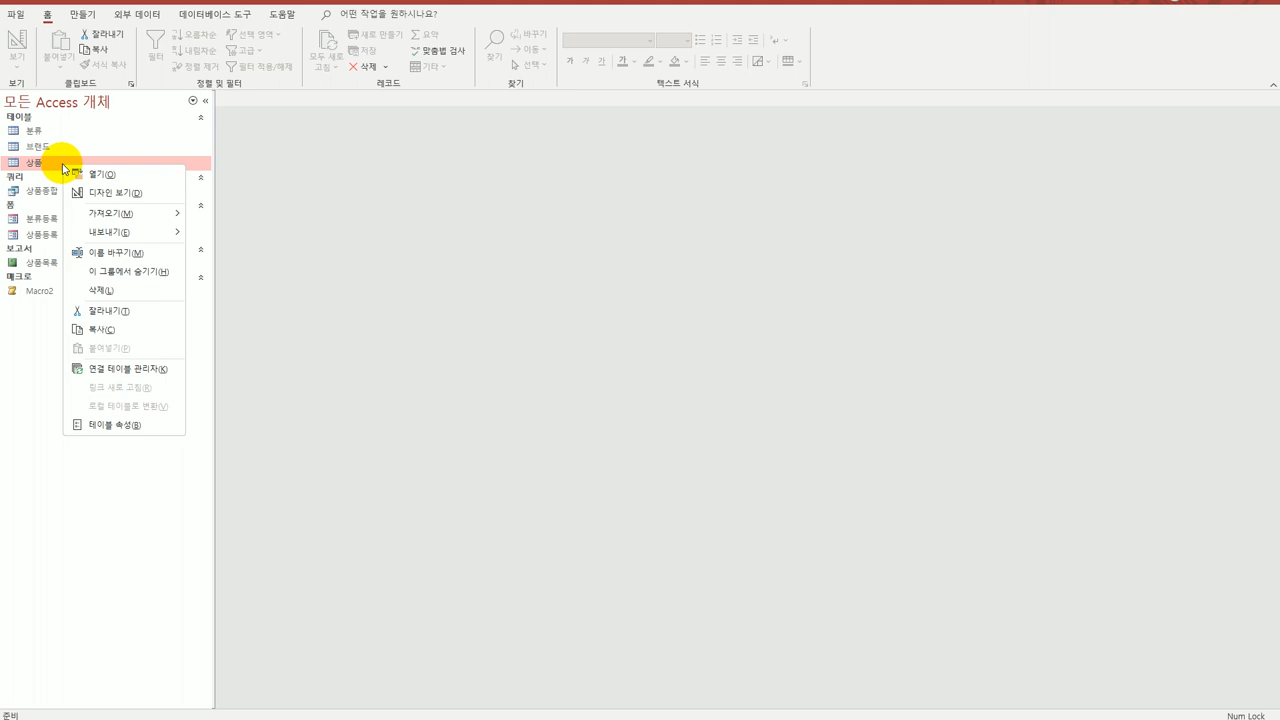 파일 홈 만들기 외부 데이터 데이터베이스 도구 도움말 어떤 작업을 원하시나요?
보기
붙여넣기
잘라내기
복사
서식 복사
필터
오름차순
내림차순
정렬 제거
선택 영역
고급
필터 적용/해제
모두 새로 고침
새로 만들기
저장
삭제
요약
맞춤법 검사
기타
찾기
바꾸기
이동
선택
가 가 가 가
클립보드 정렬 및 필터 레코드 찾기 텍스트 서식
모든 Access 개체
테이블
분류
브랜드
상품
쿼리
상품종합
폼
분류등록
상품등록
보고서
상품목록
매크로
Macro2
열기(O)
디자인 보기(D)
가져오기(M)
내보내기(E)
이름 바꾸기(M)
이 그룹에서 숨기기(H)
삭제(L)
잘라내기(T)
복사(C)
붙여넣기(P)
연결 테이블 관리자(K)
링크 새로 고침(R)
로컬 테이블로 변환(V)
테이블 속성(B)
준비 Num Lock